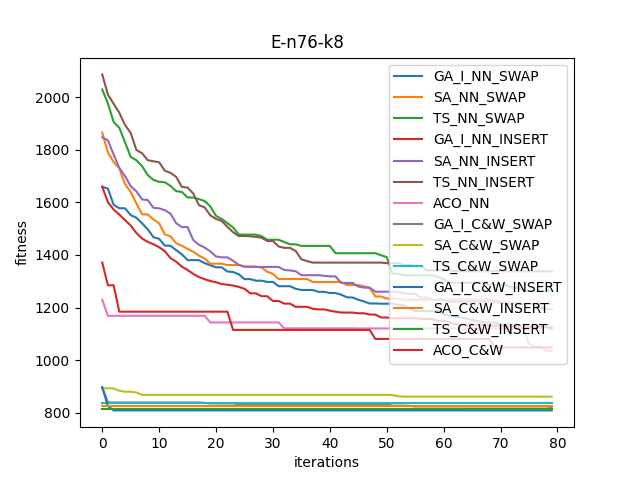 E-n76-k8
fitness
2000
1800
1600
1400
1200
1000
800
0 10 20 30 40 50 60 70 80
iterations
GA_I_NN_SWAP
SA_NN_SWAP
TS_NN_SWAP
GA_I_NN_INSERT
SA_NN_INSERT
TS_NN_INSERT
ACO_NN
GA_I_C&W_SWAP
SA_C&W_SWAP
TS_C&W_SWAP
GA_I_C&W_INSERT
SA_C&W_INSERT
TS_C&W_INSERT
ACO_C&W